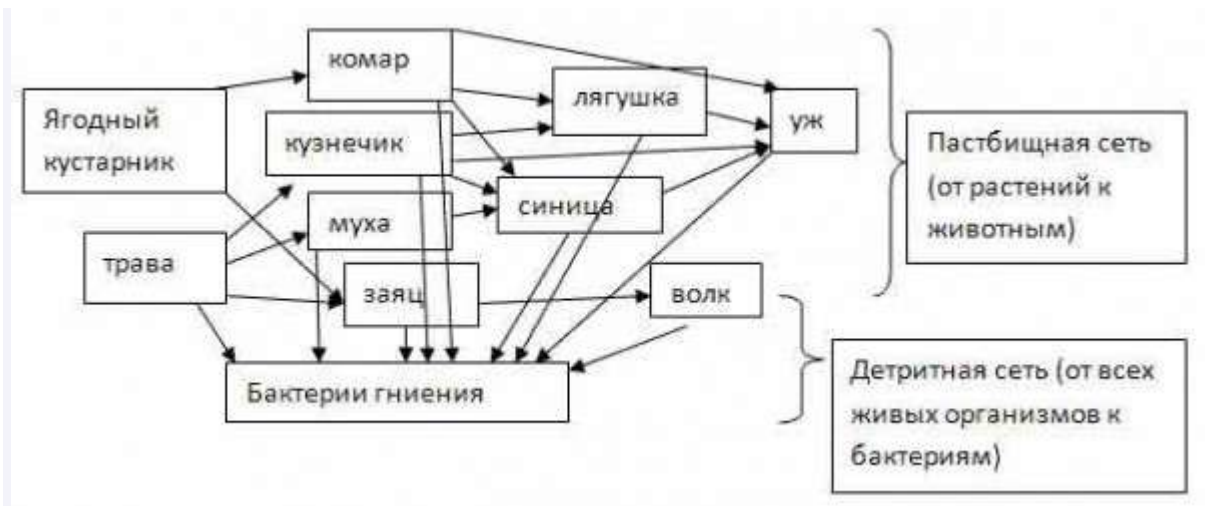 комар
лягушка
Ягодный
кустарник
уж
кузнечик
Пастбищная сеть
(от растений к
животным)
синица
муха
трава
заяц
волк
Бактерии гниения
Детритная сеть (от всех
живых организмов к
бактериям)